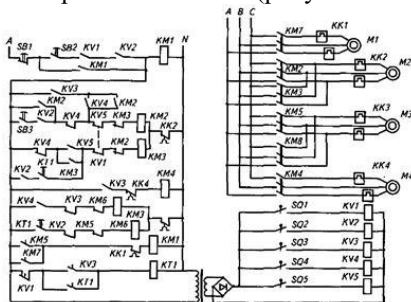 A B C
A SB1 SB2 KV1 KV2 KM1 N
KM1
KM7 KK1 M1
KK2 M2
KM2
KM3
KK3 M3
KM5
KM8
KK4 M4
KM4
KV3
KM2
KM2
KV2 KV4
SB3 KV4 KV5 KM3 KM2 KK2
KV4 KV5 KV1 KM2 KM3
KV2 KT1 KM3
KV3 KK4 KM4
KV4 KV3 KM6 KM3
KT1 KV2 KM5 KM6
KM5 KK1 KM1
KM7
KV1 KV3 KT1
KT1
SQ1 KV1
SQ2 KV2
SQ3 KV3
SQ4 KV4
SQ5 KV5